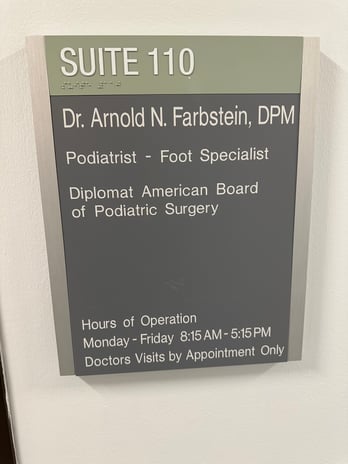 SUITE 110
Dr. Arnold N. Farbstein, DPM
Podiatrist - Foot Specialist
Diplomat American Board
of Podiatric Surgery
Hours of Operation
Monday - Friday 8:15 AM - 5:15 PM
Doctors Visits by Appointment Only